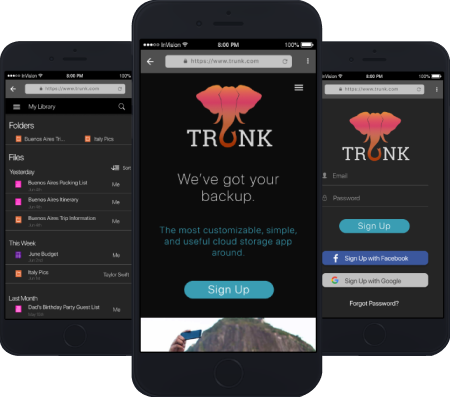 InVision
8:00 PM
100%
https://www.trunk.com
My Library
Folders
Buenos Aires Tri...
Italy Pics
Files
Sort
Yesterday
Buenos Aires Packing List
Me
Buenos Aires Itinerary
Me
Buenos Aires Trip Information
Me
This Week
June Budget
Me
Italy Pics
Taylor Swift
Last Month
Dad's Birthday Party Guest List
Me
InVision
8:00 PM
100%
https://www.trunk.com
TRUNK
We've got your
backup.
The most customizable, simple,
and useful cloud storage app
around.
Sign Up
8:00 PM
100%
https://www.trunk.com
TRUNK
Email
Password
Sign Up
f Sign Up with Facebook
G Sign Up with Google
Forgot Password?